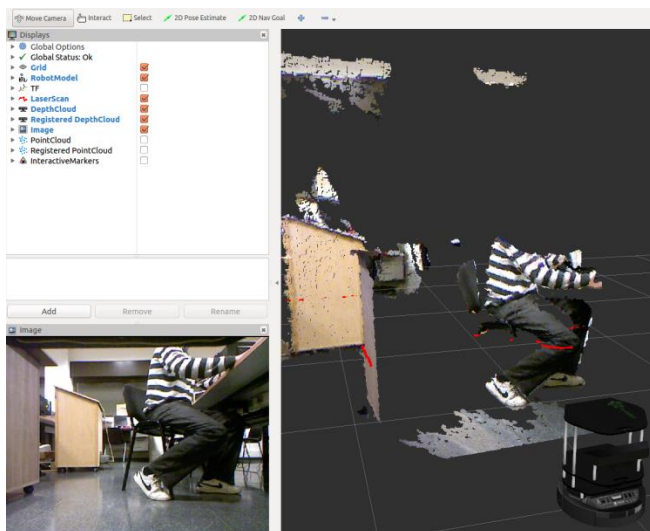 Move Camera Interact Select 2D Pose Estimate 2D Nav Goal
Displays
Global Options
Global Status: Ok
Grid
RobotModel
TF
LaserScan
DepthCloud
Registered DepthCloud
Image
PointCloud
Registered PointCloud
InteractiveMarkers
Add Remove Rename
Image